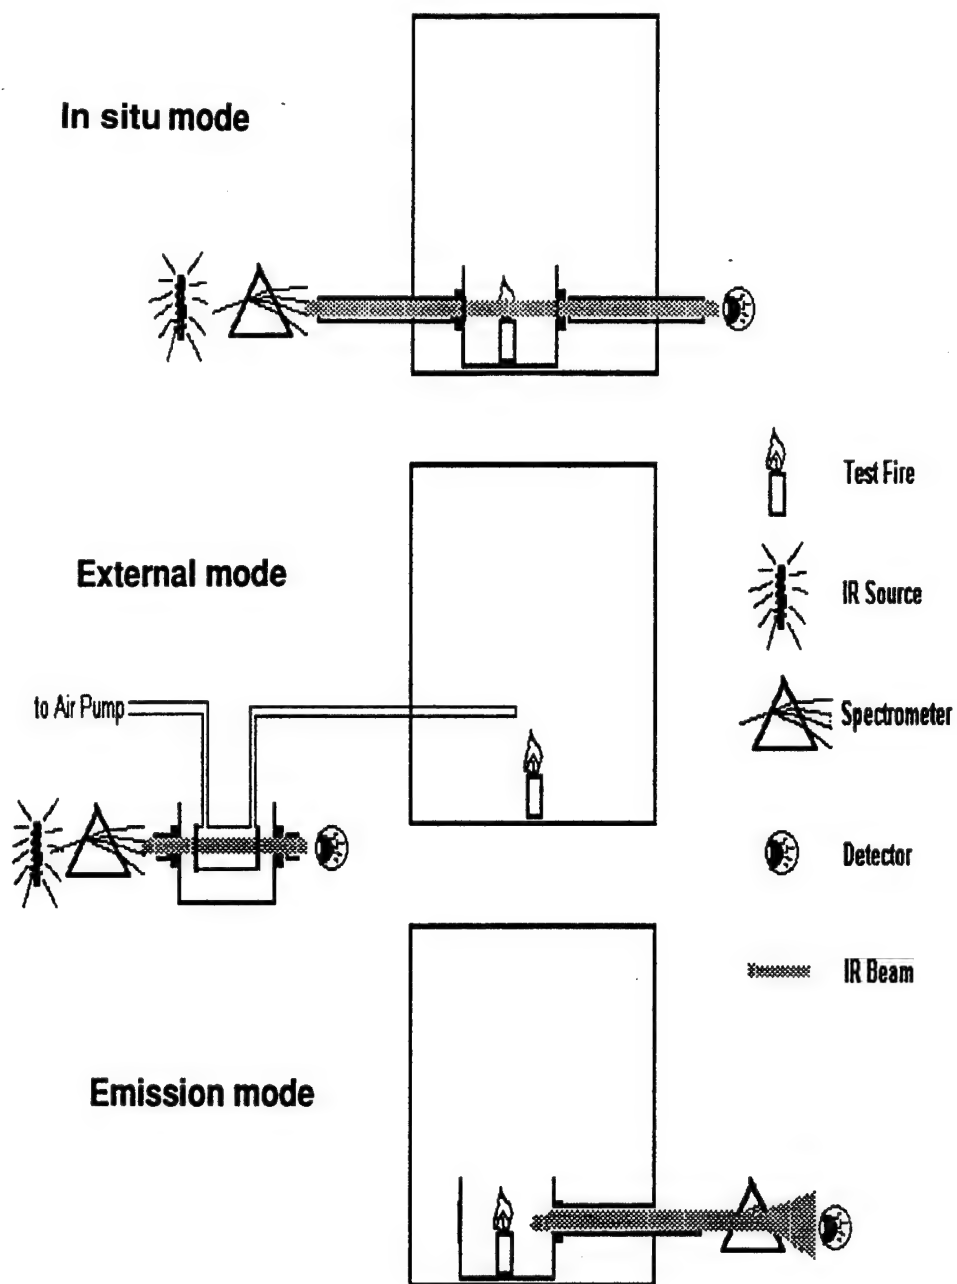 In situ mode
External mode
to Air Pump
Test Fire
IR Source
Spectrometer
Detector
IR Beam
Emission mode